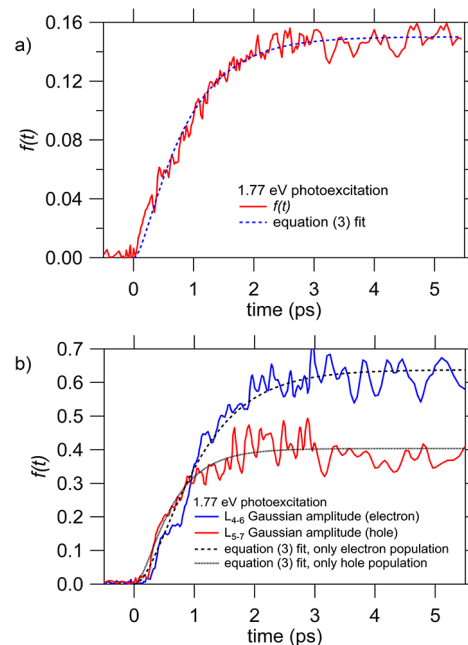 a)
0.16
0.12
0.08
0.04
0.00
f(t)
1.77 eV photoexcitation
f(t)
equation (3) fit
0 1 2 3 4 5
time (ps)
b)
0.7
0.6
0.5
0.4
0.3
0.2
0.1
0.0
f(t)
1.77 eV photoexcitation
L4-6 Gaussian amplitude (electron)
L5-7 Gaussian amplitude (hole)
equation (3) fit, only electron population
equation (3) fit, only hole population
0 1 2 3 4 5
time (ps)